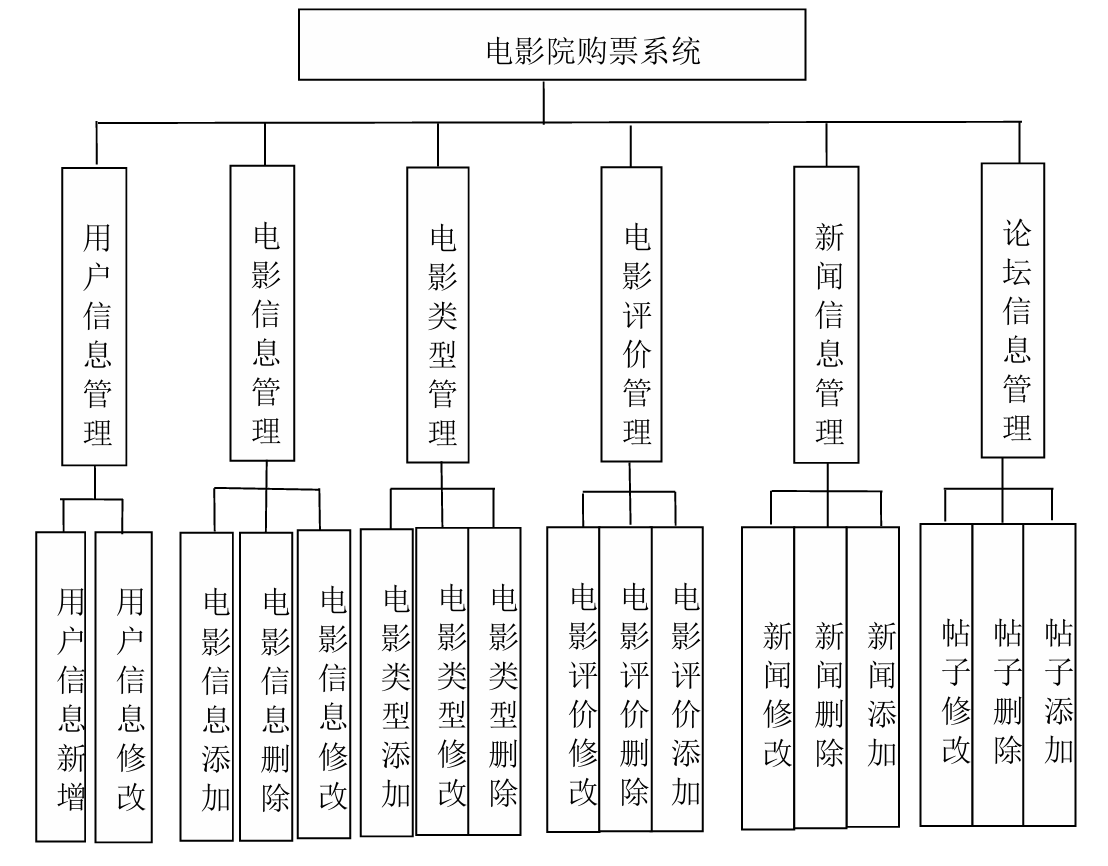 电影院购票系统
用户信息管理
电影信息管理
电影类型管理
电影评价管理
新闻信息管理
论坛信息管理
用户信息新增
用户信息修改
电影信息添加
电影信息删除
电影信息修改
电影类型添加
电影类型修改
电影类型删除
电影评价修改
电影评价删除
电影评价添加
新闻修改
新闻删除
新闻添加
帖子修改
帖子删除
帖子添加